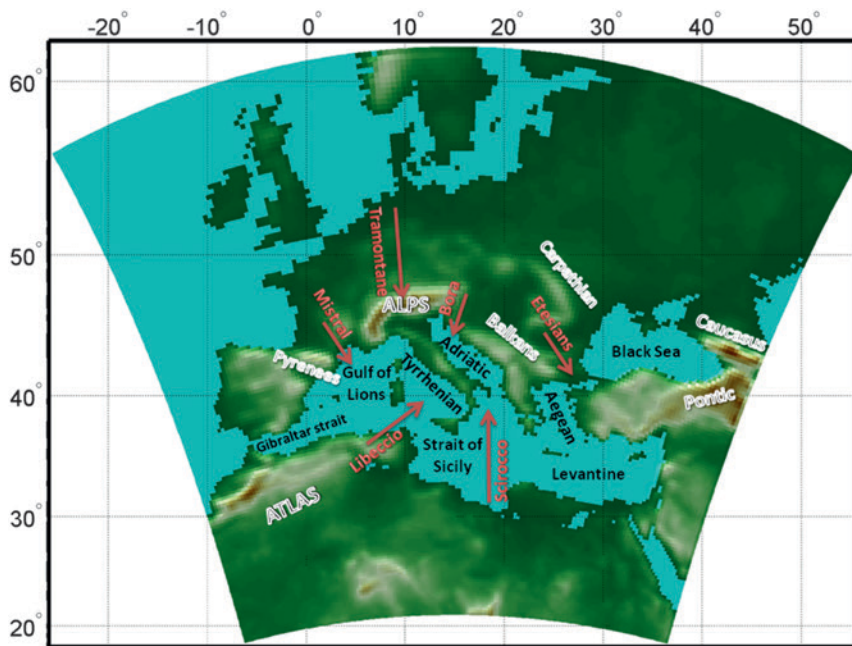 -20° -10° 0° 10° 20° 30° 40° 50°
60°
50°
40°
30°
20°
Tramontane
Carpathian
ALPS
Mistral
Bora
Etesians
Balkans
Caucasus
Pyrenees
Gulf of
Lions
Tyrrhenian
Adriatic
Black Sea
Pontic
Aegean
Gibraltar strait
Libeccio
Strait of
Sicily
Scirocco
Levantine
ATLAS